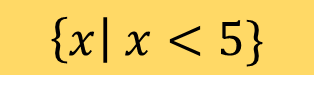 {x| x < 5}